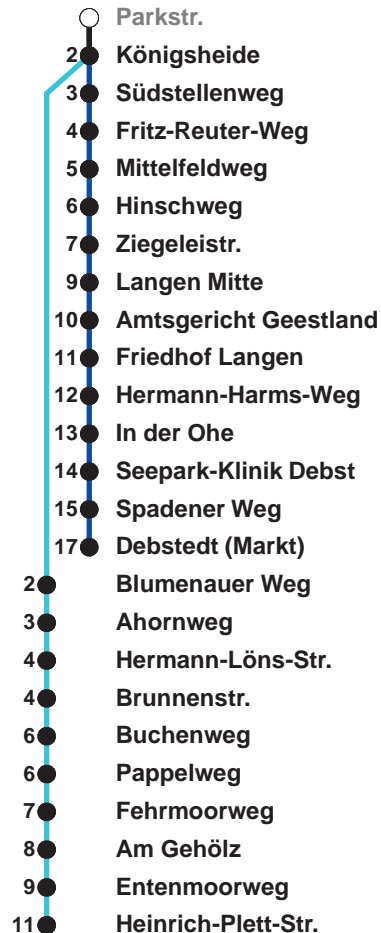 Parkstr.
2 Königsheide
3 Südstellenweg
4 Fritz-Reuter-Weg
5 Mittelfeldweg
6 Hinschweg
7 Ziegeleistr.
9 Langen Mitte
10 Amtsgericht Geestland
11 Friedhof Langen
12 Hermann-Harms-Weg
13 In der Ohe
14 Seepark-Klinik Debst
15 Spadener Weg
17 Debstedt (Markt)
2 Blumenauer Weg
3 Ahornweg
4 Hermann-Löns-Str.
4 Brunnenstr.
6 Buchenweg
6 Pappelweg
7 Fehrmoorweg
8 Am Gehölz
9 Entenmoorweg
11 Heinrich-Plett-Str.